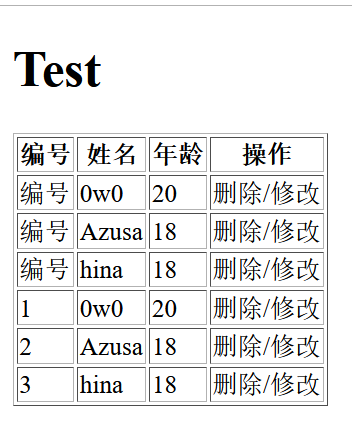 Test
编号 姓名 年龄 操作
编号 0w0 20 删除/修改
编号 Azusa 18 删除/修改
编号 hina 18 删除/修改
1 0w0 20 删除/修改
2 Azusa 18 删除/修改
3 hina 18 删除/修改